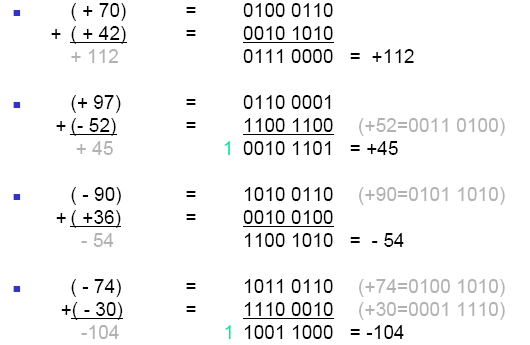 ( + 70) = 0100 0110
+ ( + 42) = 0010 1010
+ 112 0111 0000 = +112
(+ 97) = 0110 0001
+ (- 52) = 1100 1100 (+52=0011 0100)
+ 45 1 0010 1101 = +45
( - 90) = 1010 0110 (+90=0101 1010)
+ ( +36) = 0010 0100
- 54 1100 1010 = - 54
( - 74) = 1011 0110 (+74=0100 1010)
+( - 30) = 1110 0010 (+30=0001 1110)
-104 1 1001 1000 = -104